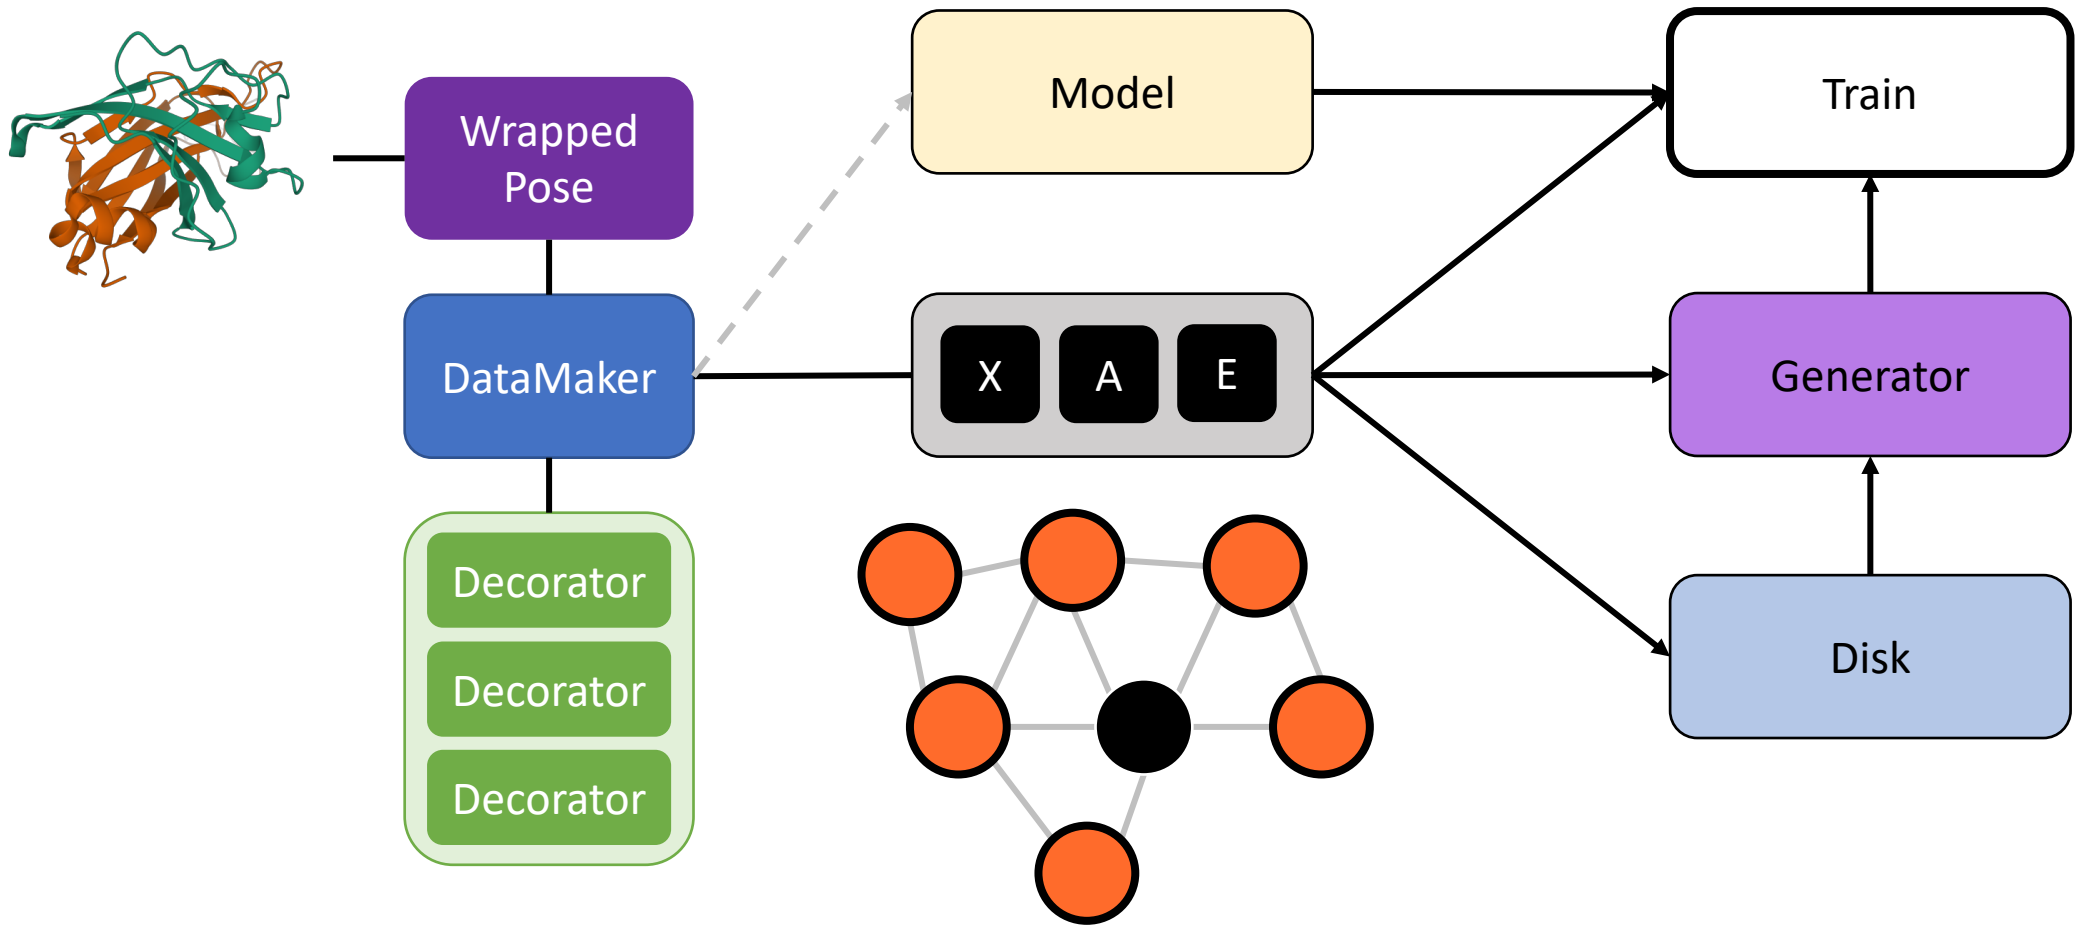 Wrapped
Pose
DataMaker
Decorator
Decorator
Decorator
Model
X
A
E
Train
Generator
Disk